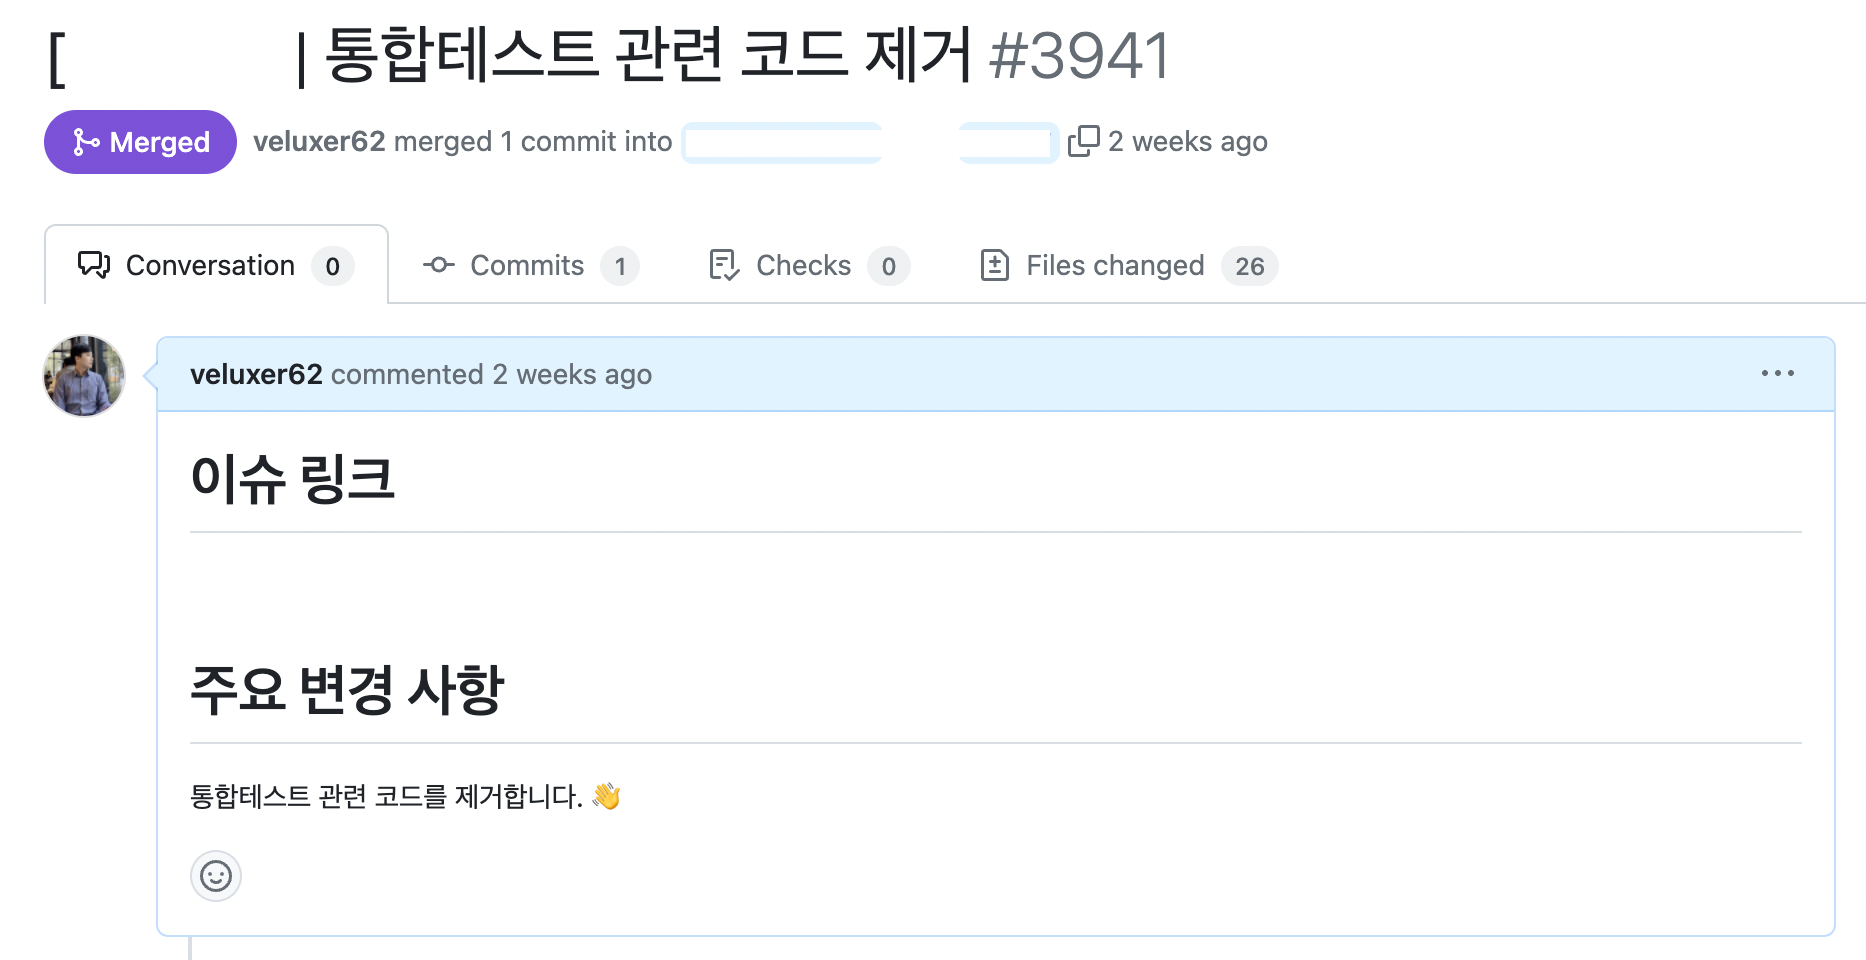 [ | 통합테스트 관련 코드 제거 #3941
Merged veluxer62 merged 1 commit into 2 weeks ago
Conversation 0 Commits 1 Checks 0 Files changed 26
veluxer62 commented 2 weeks ago
이슈 링크
주요 변경 사항
통합테스트 관련 코드를 제거합니다. 👋